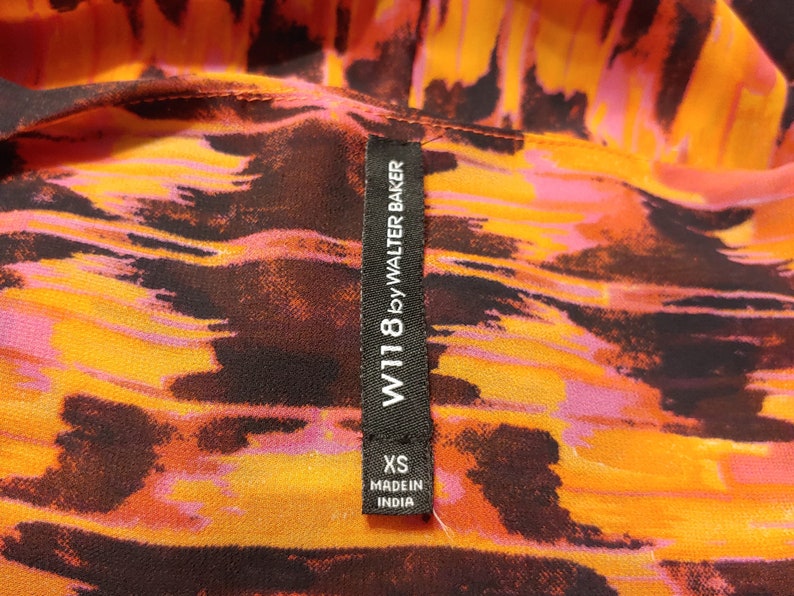 W118 by WALTER BAKER
XS
MADE IN
INDIA